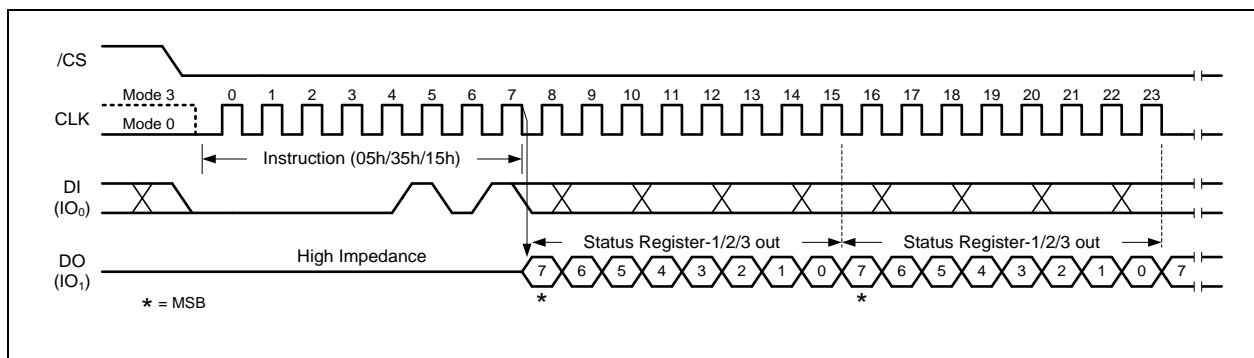 /CS
Mode 3 0 1 2 3 4 5 6 7 8 9 10 11 12 13 14 15 16 17 18 19 20 21 22 23
CLK
Mode 0
Instruction (05h/35h/15h)
DI
(IO₀)
Status Register-1/2/3 out Status Register-1/2/3 out
High Impedance
DO 7 6 5 4 3 2 1 0 7 6 5 4 3 2 1 0 7
(IO₁)
* *
* = MSB